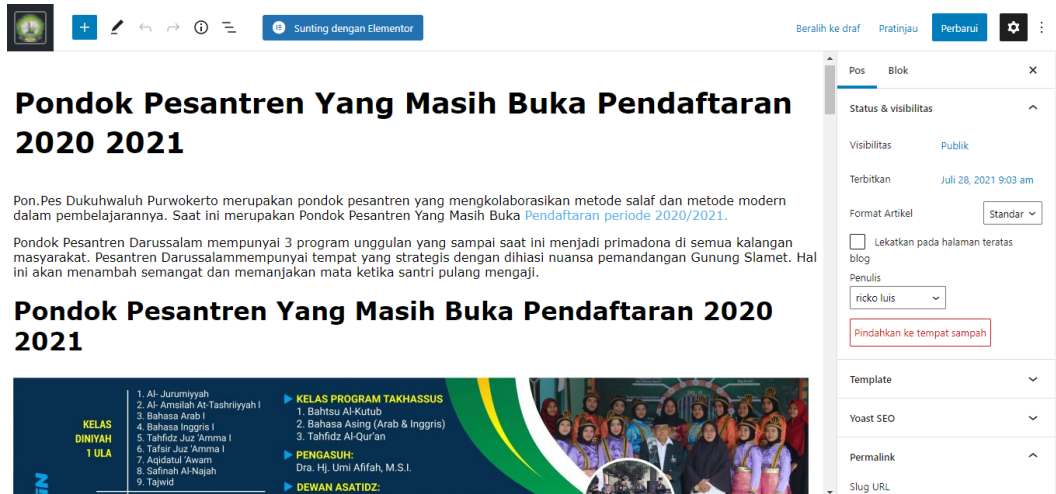 Sunting dengan Elementor
Beralih ke draf
Pratinjau
Perbarui
Pondok Pesantren Yang Masih Buka Pendaftaran
2020 2021
Pon.Pes Dukuhwaluh Purwokerto merupakan pondok pesantren yang mengkolaborasikan metode salaf dan metode modern
dalam pembelajarannya. Saat ini merupakan Pondok Pesantren Yang Masih Buka Pendaftaran periode 2020/2021.
Pondok Pesantren Darussalam mempunyai 3 program unggulan yang sampai saat ini menjadi primadona di semua kalangan
masyarakat. Pesantren Darussalammempunyai tempat yang strategis dengan dihiasi nuansa pemandangan Gunung Slamet. Hal
ini akan menambah semangat dan memanjakan mata ketika santri pulang mengaji.
Pondok Pesantren Yang Masih Buka Pendaftaran 2020
2021
KELAS
DINIYAH
1 ULA
1. Al- Jurumiyyah
2. Al- Amsilah At-Tashriiyyah I
3. Bahasa Arab I
4. Bahasa Inggris I
5. Tahfidz Juz 'Amma I
6. Tafsir Juz 'Amma I
7. Aqidatul 'Awam
8. Safinah Al-Najah
9. Tajwid
KELAS PROGRAM TAKHASSUS
1. Bahtsu Al-Kutub
2. Bahasa Asing (Arab & Inggris)
3. Tahfidz Al-Qur'an
PENGASUH:
Dra. Hj. Umi Afifah, M.S.I.
DEWAN ASATIDZ:
Pos
Blok
Status & visibilitas
Visibilitas
Publik
Terbitkan
Juli 28, 2021 9:03 am
Format Artikel
Standar
Lekatkan pada halaman teratas
blog
Penulis
ricko luis
Pindahkan ke tempat sampah
Template
Yoast SEO
Permalink
Slug URL